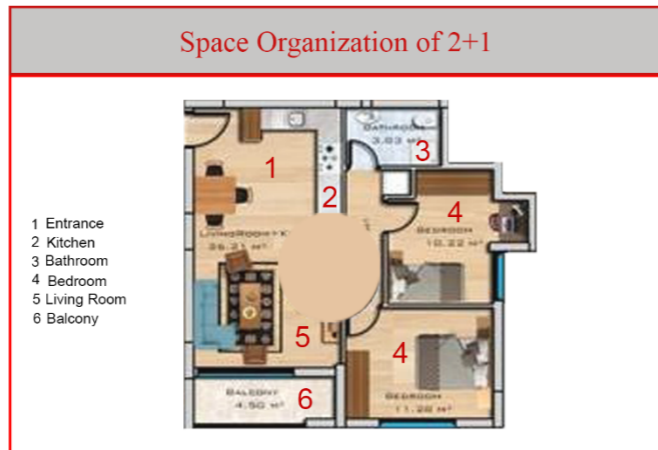 Space Organization of 2+1
1 Entrance
2 Kitchen
3 Bathroom
4 Bedroom
5 Living Room
6 Balcony
BATHROOM
3.83 M²
3
1
2
4
BEDROOM
10.22 M²
LIVINGROOM+K
36.21 M²
5
4
BEDROOM
11.28 M²
BALCONY
4.50 M²
6